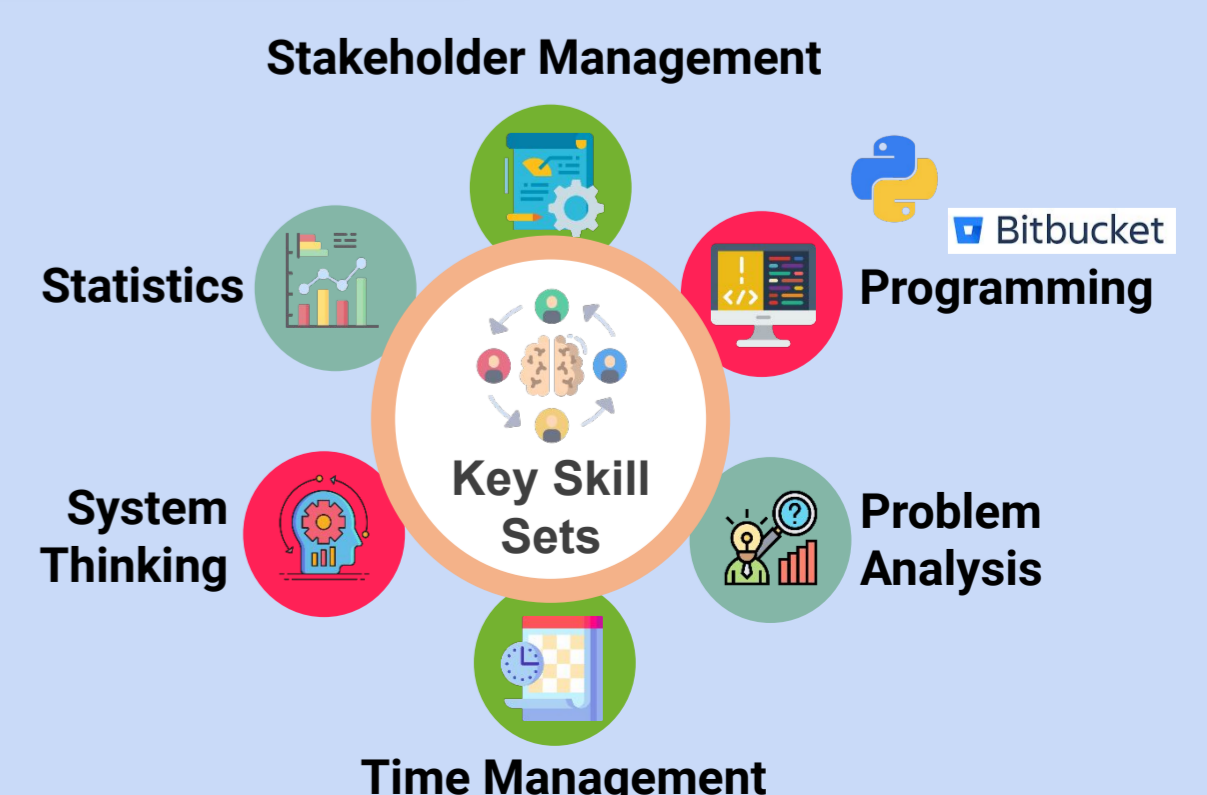 Stakeholder Management
Bitbucket
Statistics
Programming
Key Skill
Sets
System
Thinking
Problem
Analysis
Time Management